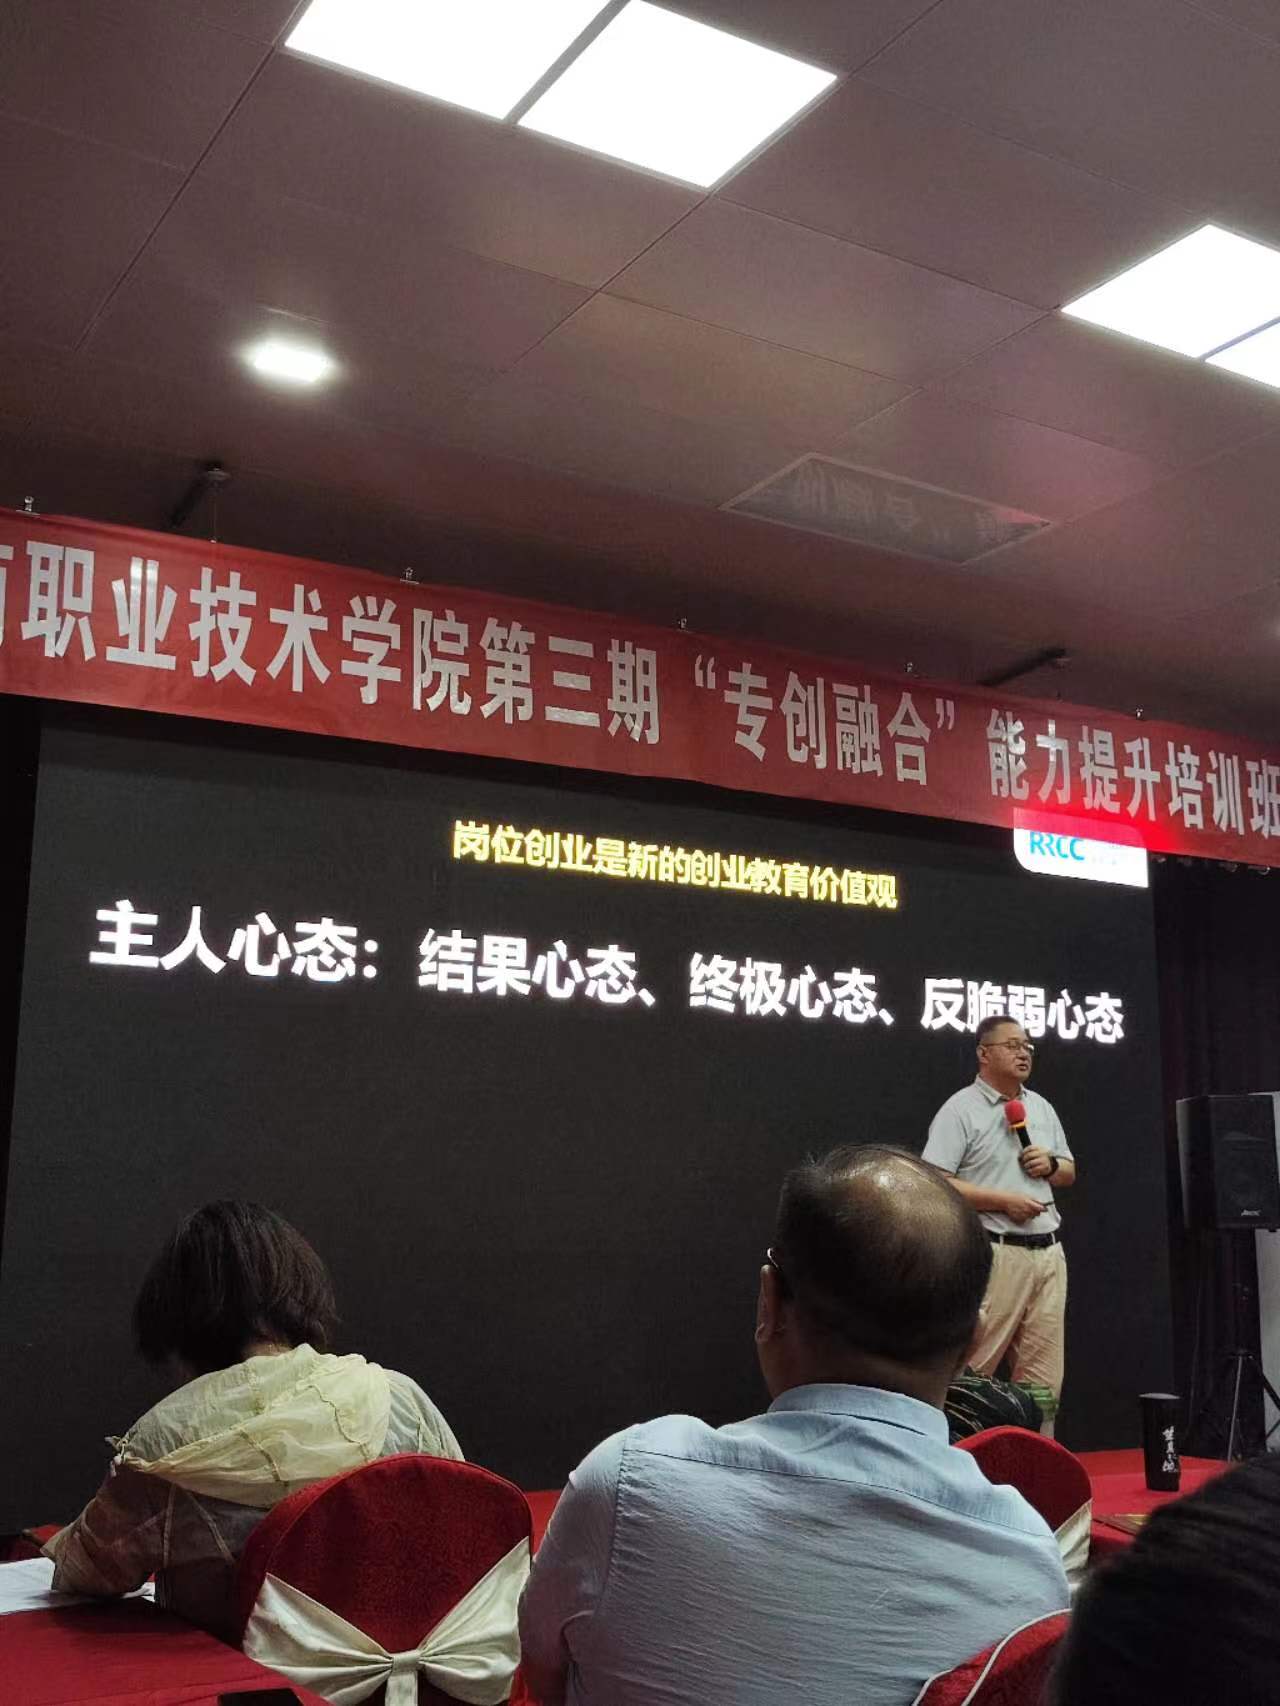 职业技术学院第三期“专创融合”能力提升培训班
RRCC
岗位创业是新的创业教育价值观
主人心态：结果心态、终极心态、反脆弱心态